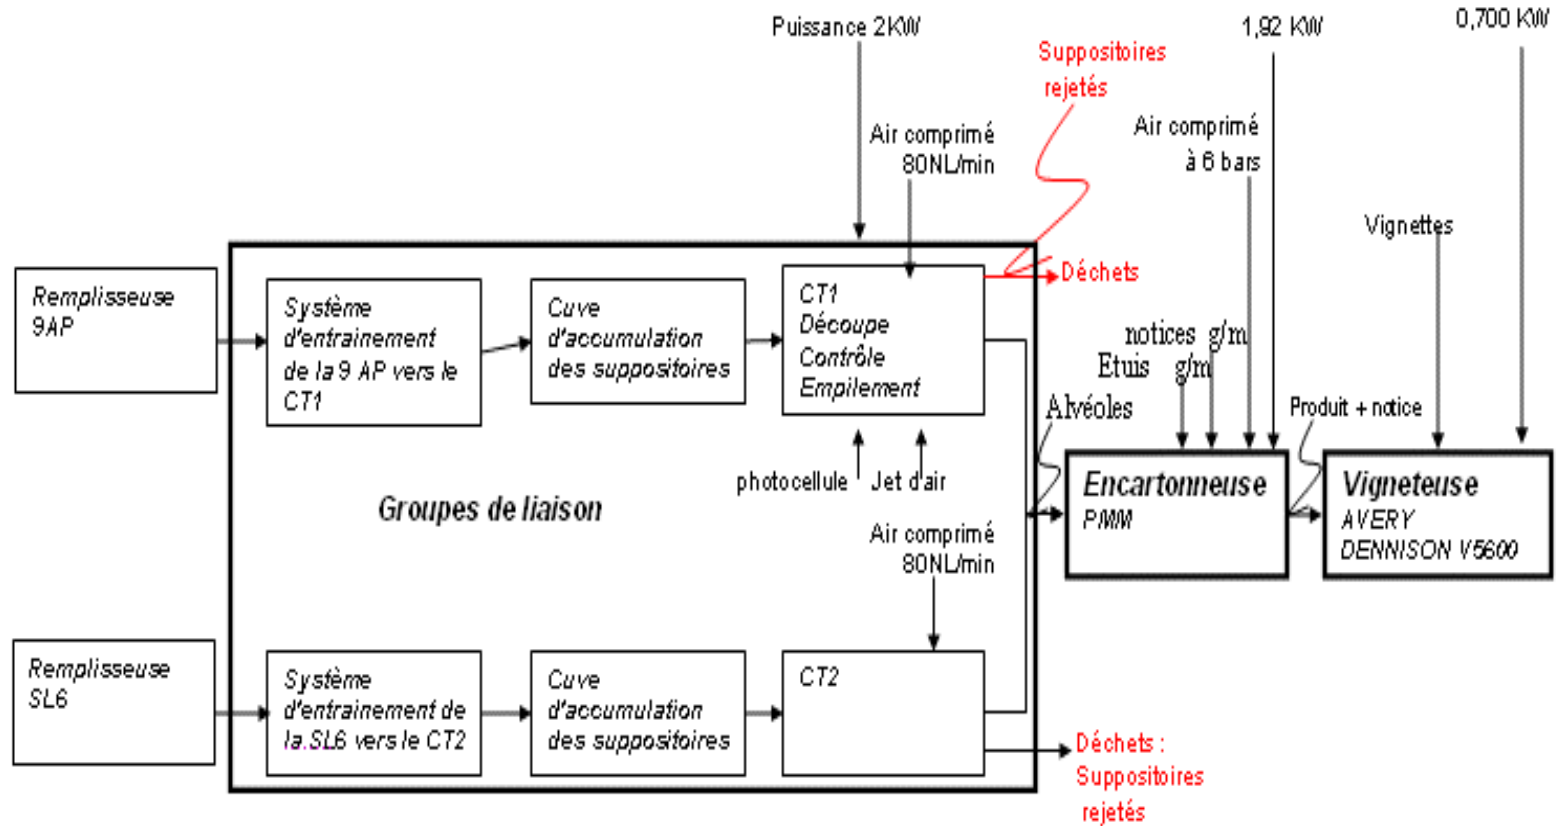 Puissance 2KW
1,92 KW
0,700 KW
Suppositoires
rejetés
Air comprimé
80NL/min
Air comprimé
à 6 bars
Vignettes
Remplisseuse
9AP
Système
d'entrainement
de la 9 AP vers le
CT1
Cuve
d'accumulation
des suppositoires
CT1
Découpe
Contrôle
Empilement
Déchets
notices g/m
Etuis g/m
Alvéoles
Produit + notice
photocellule
Jet d'air
Groupes de liaison
Encartonneuse
PMM
Vigneteuse
AVERY
DENNISON V5600
Air comprimé
80NL/min
Remplisseuse
SL6
Système
d'entrainement de
la SL6 vers le CT2
Cuve
d'accumulation
des suppositoires
CT2
Déchets :
Suppositoires
rejetés